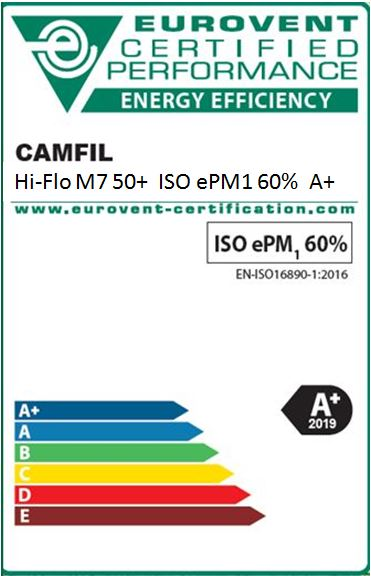 EUROVENT
CERTIFIED
PERFORMANCE
ENERGY EFFICIENCY
CAMFIL
Hi-Flo M7 50+ ISO ePM1 60% A+
www.eurovent-certification.com
ISO ePM1 60%
EN-ISO16890-1:2016
A+
A
B
C
D
E
A+
2019